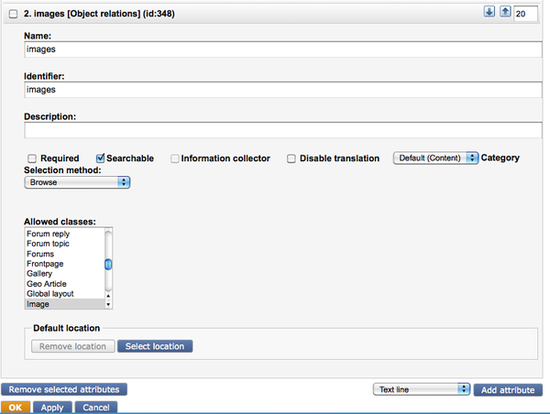 2. images [Object relations] (id:348) 20
Name:
images
Identifier:
images
Description:
Required Searchable Information collector Disable translation Default (Content) Category
Selection method:
Browse
Allowed classes:
Forum reply
Forum topic
Forums
Frontpage
Gallery
Geo Article
Global layout
Image
Default location
Remove location Select location
Remove selected attributes Text line Add attribute
OK Apply Cancel